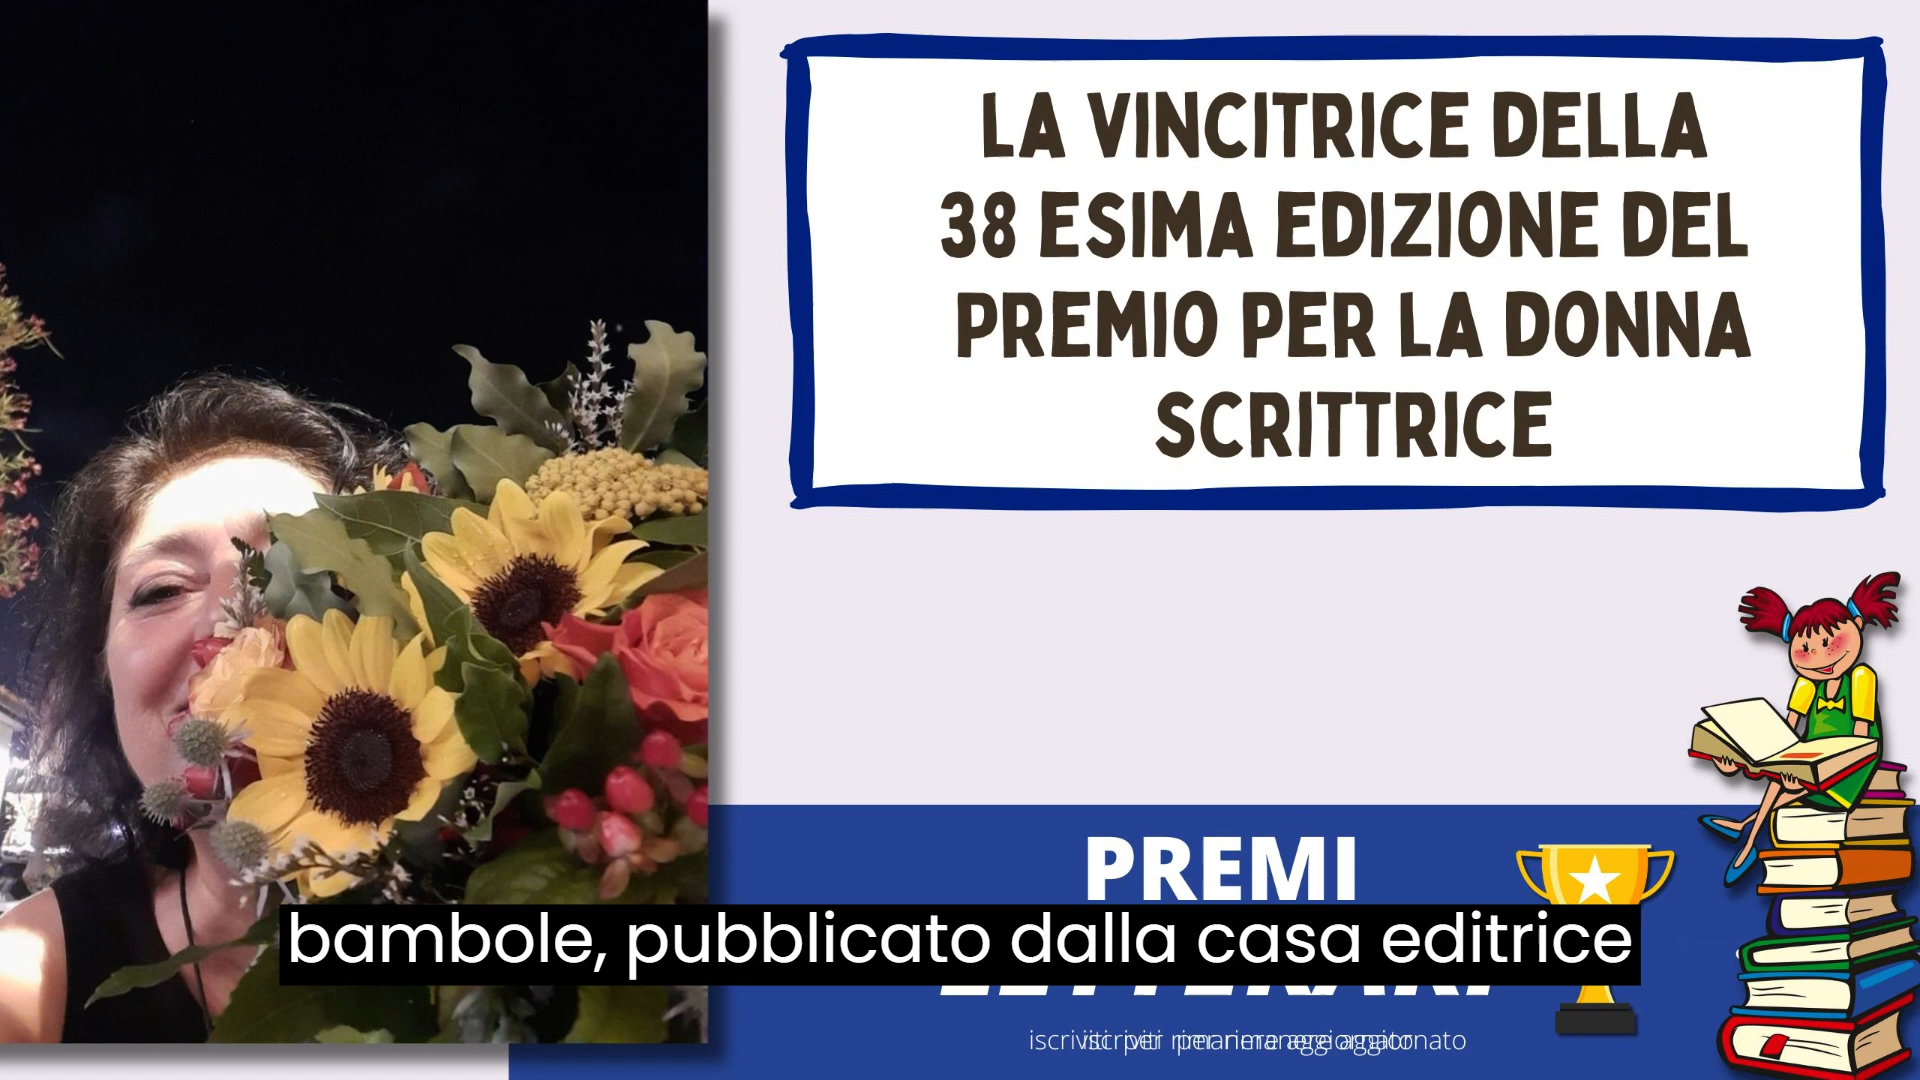 LA VINCITRICE DELLA
38 ESIMA EDIZIONE DEL
PREMIO PER LA DONNA
SCRITTRICE
PREMI
bambole, pubblicato dalla casa editrice